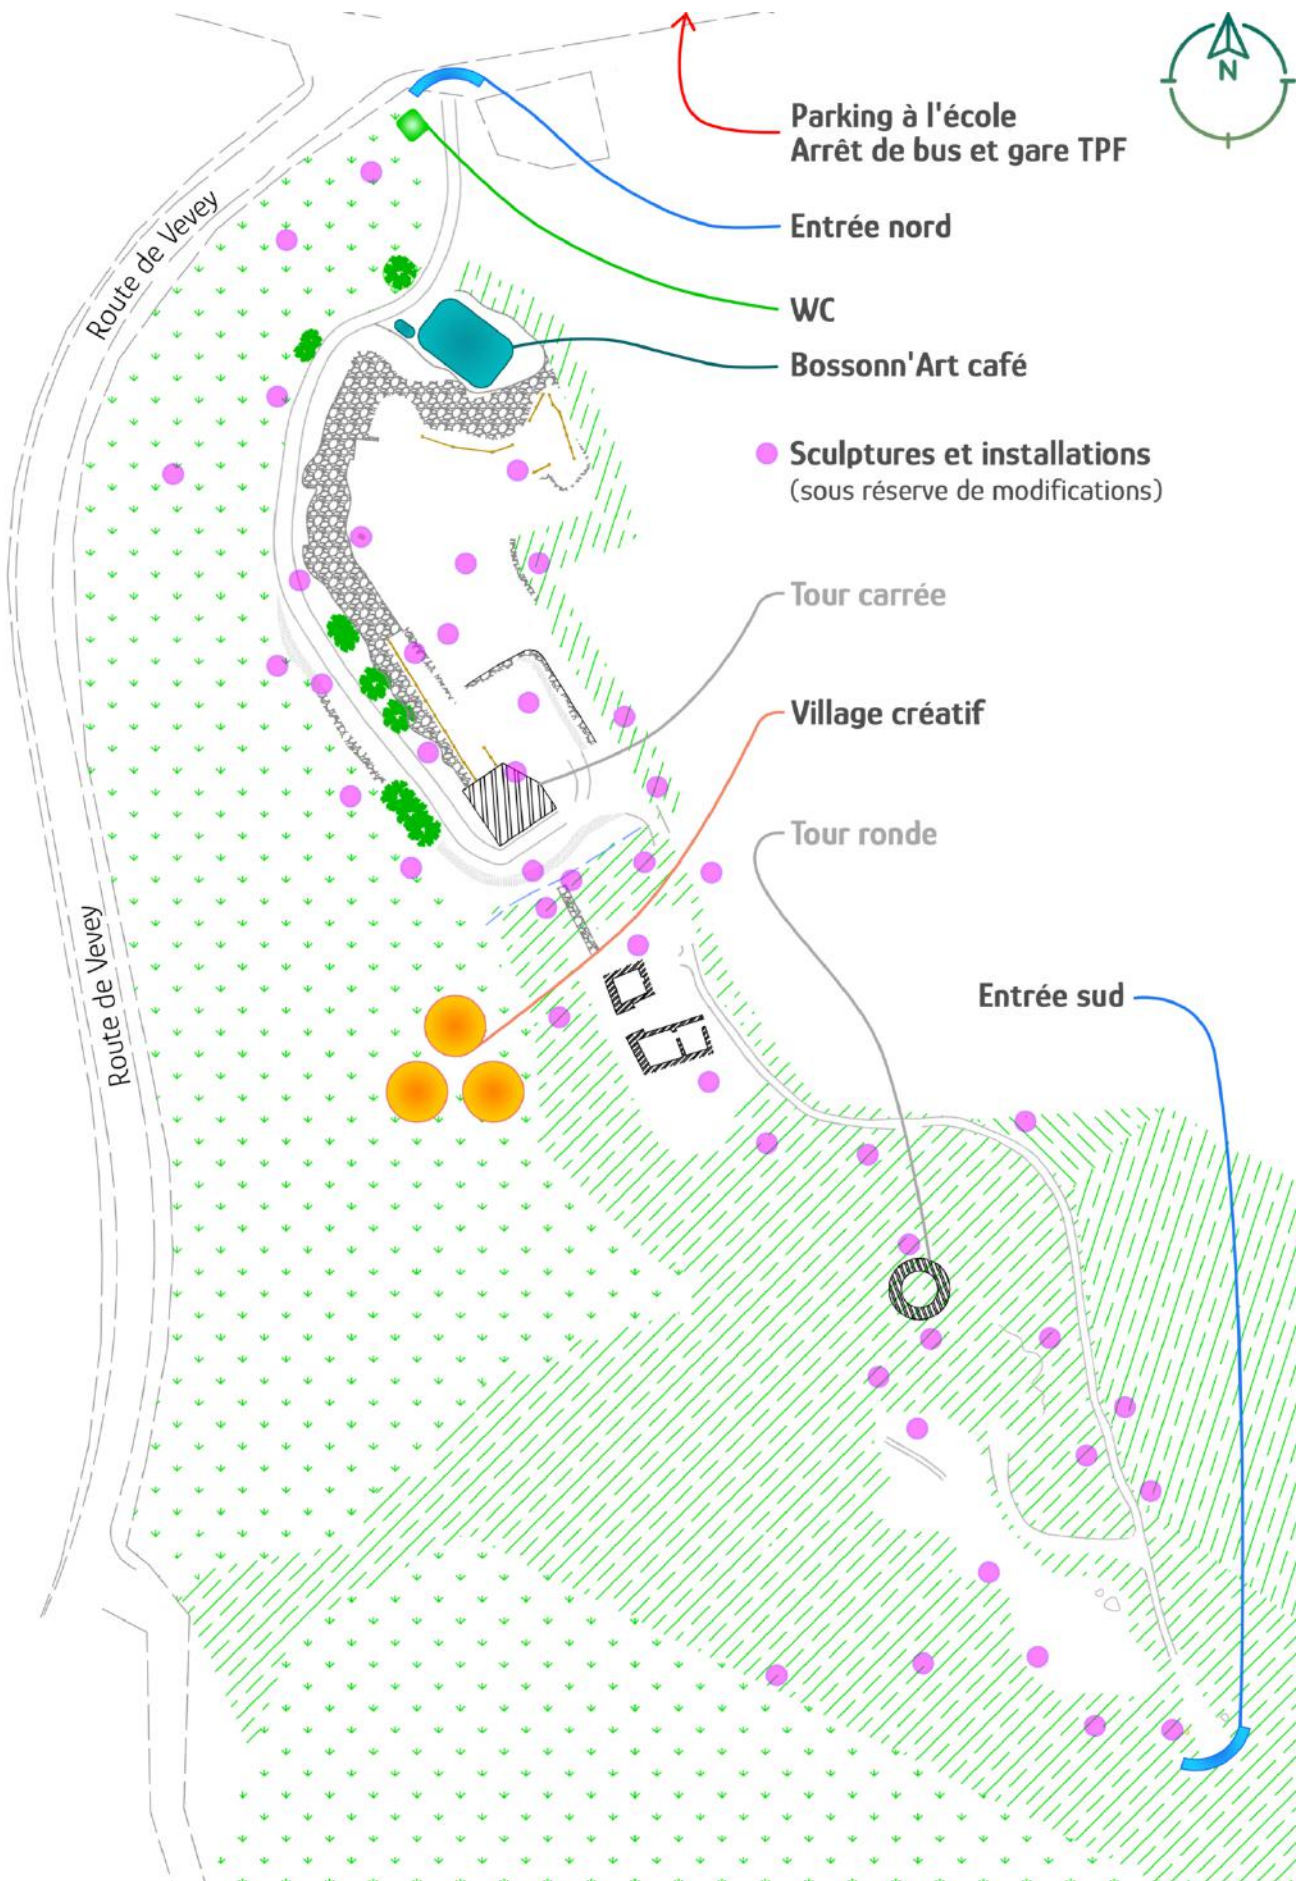 N
Parking à l'école
Arrêt de bus et gare TPF
Entrée nord
WC
Bossonn'Art café
Sculptures et installations
(sous réserve de modifications)
Tour carrée
Village créatif
Tour ronde
Entrée sud
Route de Vevey
Route de Vevey